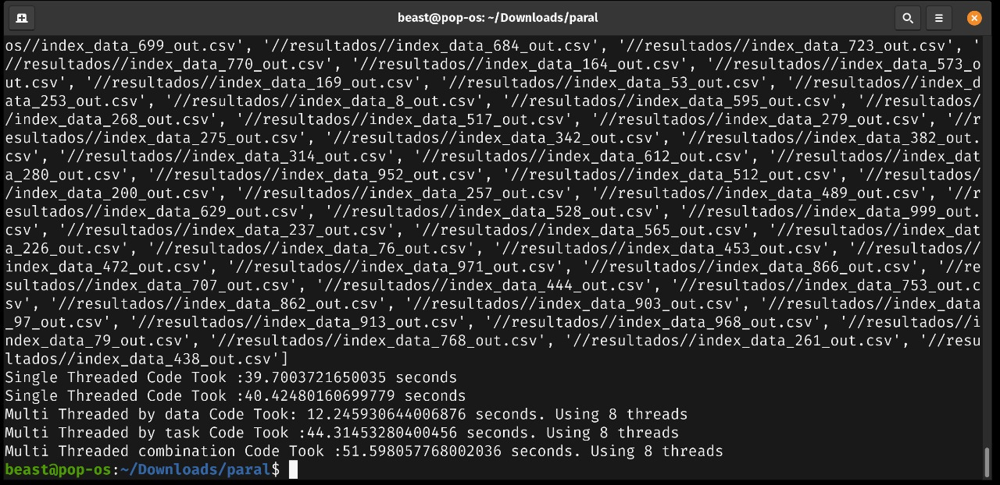 beast@pop-os: ~/Downloads/paral
os//index_data_699_out.csv', '//resultados//index_data_684_out.csv', '//resultados//index_data_723_out.csv', '
//resultados//index_data_770_out.csv', '//resultados//index_data_164_out.csv', '//resultados//index_data_573_o
ut.csv', '//resultados//index_data_169_out.csv', '//resultados//index_data_53_out.csv', '//resultados//index_d
ata_253_out.csv', '//resultados//index_data_8_out.csv', '//resultados//index_data_595_out.csv', '//resultados/
/index_data_268_out.csv', '//resultados//index_data_517_out.csv', '//resultados//index_data_279_out.csv', '//r
esultados//index_data_275_out.csv', '//resultados//index_data_342_out.csv', '//resultados//index_data_382_out.
csv', '//resultados//index_data_314_out.csv', '//resultados//index_data_612_out.csv', '//resultados//index_dat
a_280_out.csv', '//resultados//index_data_952_out.csv', '//resultados//index_data_512_out.csv', '//resultados/
/index_data_200_out.csv', '//resultados//index_data_257_out.csv', '//resultados//index_data_489_out.csv', '//r
esultados//index_data_629_out.csv', '//resultados//index_data_528_out.csv', '//resultados//index_data_999_out.
csv', '//resultados//index_data_237_out.csv', '//resultados//index_data_565_out.csv', '//resultados//index_dat
a_226_out.csv', '//resultados//index_data_76_out.csv', '//resultados//index_data_453_out.csv', '//resultados//
index_data_472_out.csv', '//resultados//index_data_971_out.csv', '//resultados//index_data_866_out.csv', '//re
sultados//index_data_707_out.csv', '//resultados//index_data_444_out.csv', '//resultados//index_data_753_out.c
sv', '//resultados//index_data_862_out.csv', '//resultados//index_data_903_out.csv', '//resultados//index_data
_97_out.csv', '//resultados//index_data_913_out.csv', '//resultados//index_data_968_out.csv', '//resultados//i
ndex_data_79_out.csv', '//resultados//index_data_768_out.csv', '//resultados//index_data_261_out.csv', '//resu
ltados//index_data_438_out.csv']
Single Threaded Code Took :39.7003721650035 seconds
Single Threaded Code Took :40.42480160699779 seconds
Multi Threaded by data Code Took: 12.245930644006876 seconds. Using 8 threads
Multi Threaded by task Code Took :44.31453280400456 seconds. Using 8 threads
Multi Threaded combination Code Took :51.598057768002036 seconds. Using 8 threads
beast@pop-os:~/Downloads/paral$